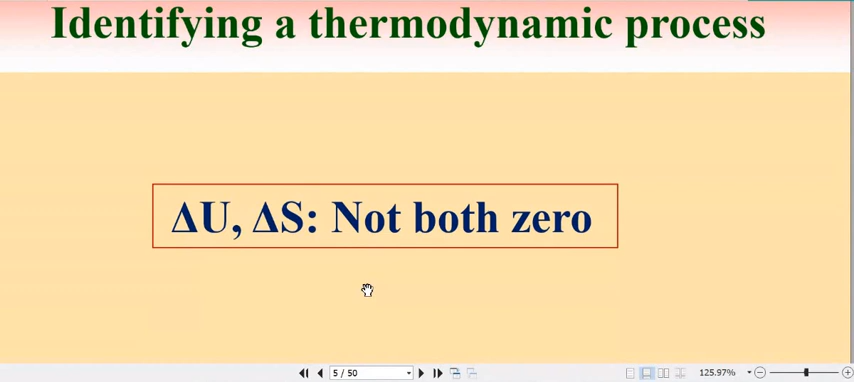 Identifying a thermodynamic process
ΔU, ΔS: Not both zero
5 / 50
125.97%